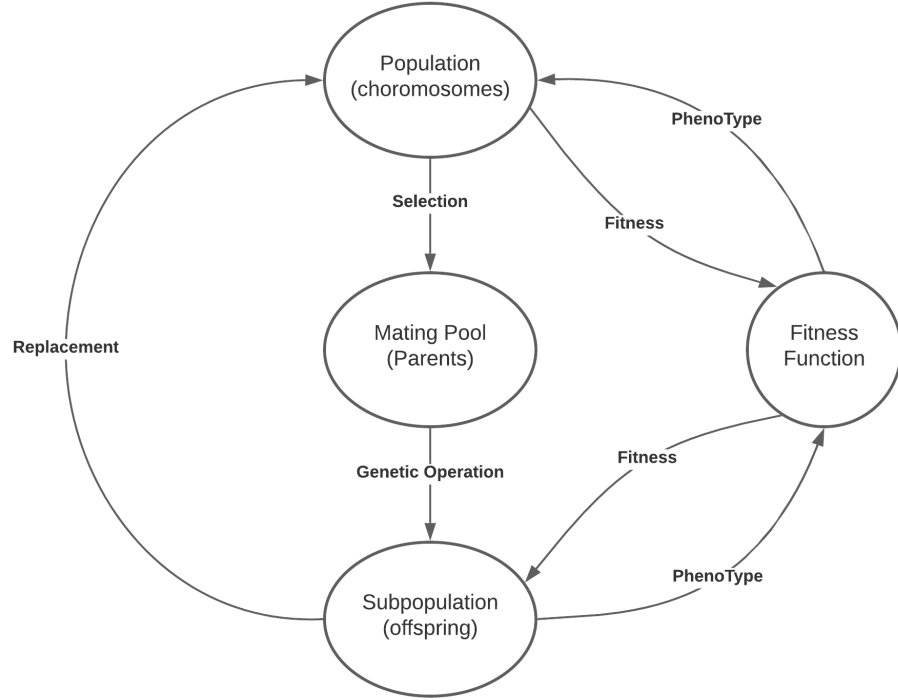 Population
(choromosomes)
PhenoType
Selection
Fitness
Mating Pool
(Parents)
Fitness
Function
Replacement
Fitness
Genetic Operation
PhenoType
Subpopulation
(offspring)